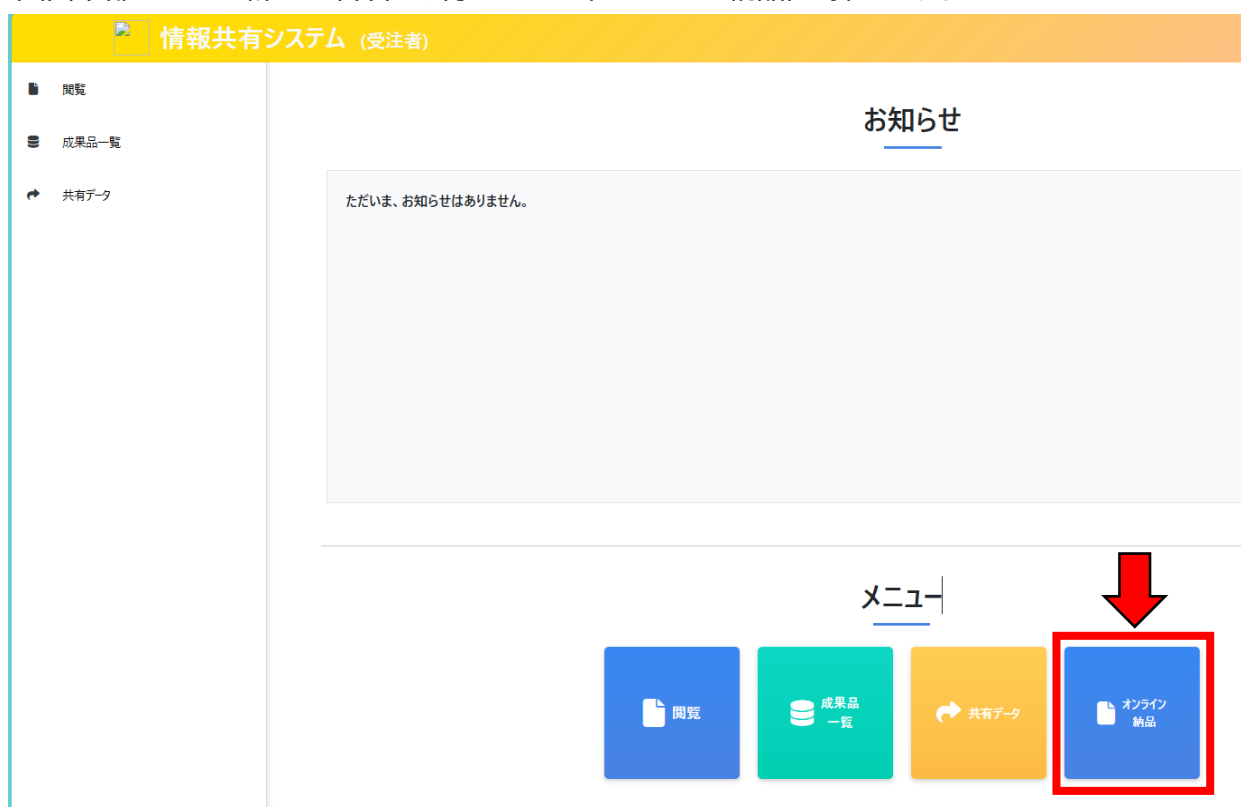 情報共有システム (受注者)
閲覧
成果品一覧
共有データ
お知らせ
ただいま、お知らせはありません。
メニュー
閲覧
成果品
一覧
共有データ
オンライン
納品